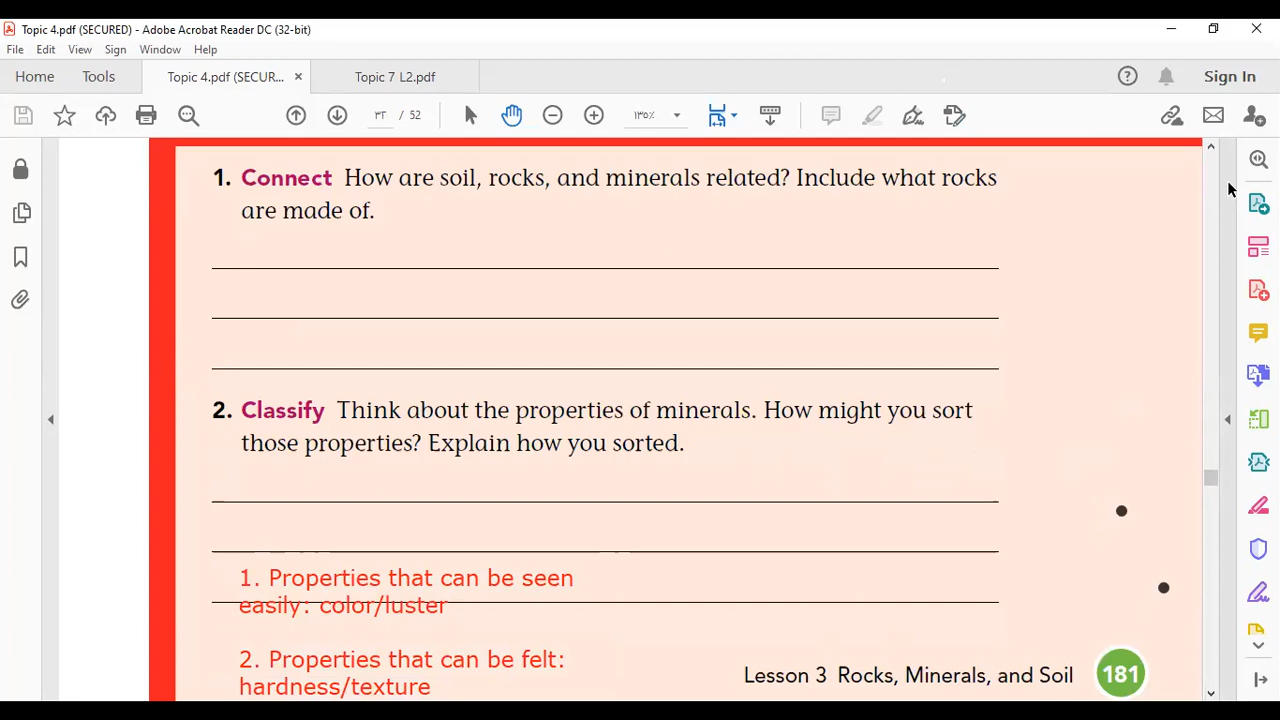 Topic 4.pdf (SECURED) - Adobe Acrobat Reader DC (32-bit)
File Edit View Sign Window Help
Home Tools Topic 4.pdf (SECUR... × Topic 7 L2.pdf Sign In
٣٣ / 52 ١٣٥٪
1. Connect How are soil, rocks, and minerals related? Include what rocks
are made of.
2. Classify Think about the properties of minerals. How might you sort
those properties? Explain how you sorted.
1. Properties that can be seen
easily: color/luster
2. Properties that can be felt:
hardness/texture
Lesson 3 Rocks, Minerals, and Soil 181